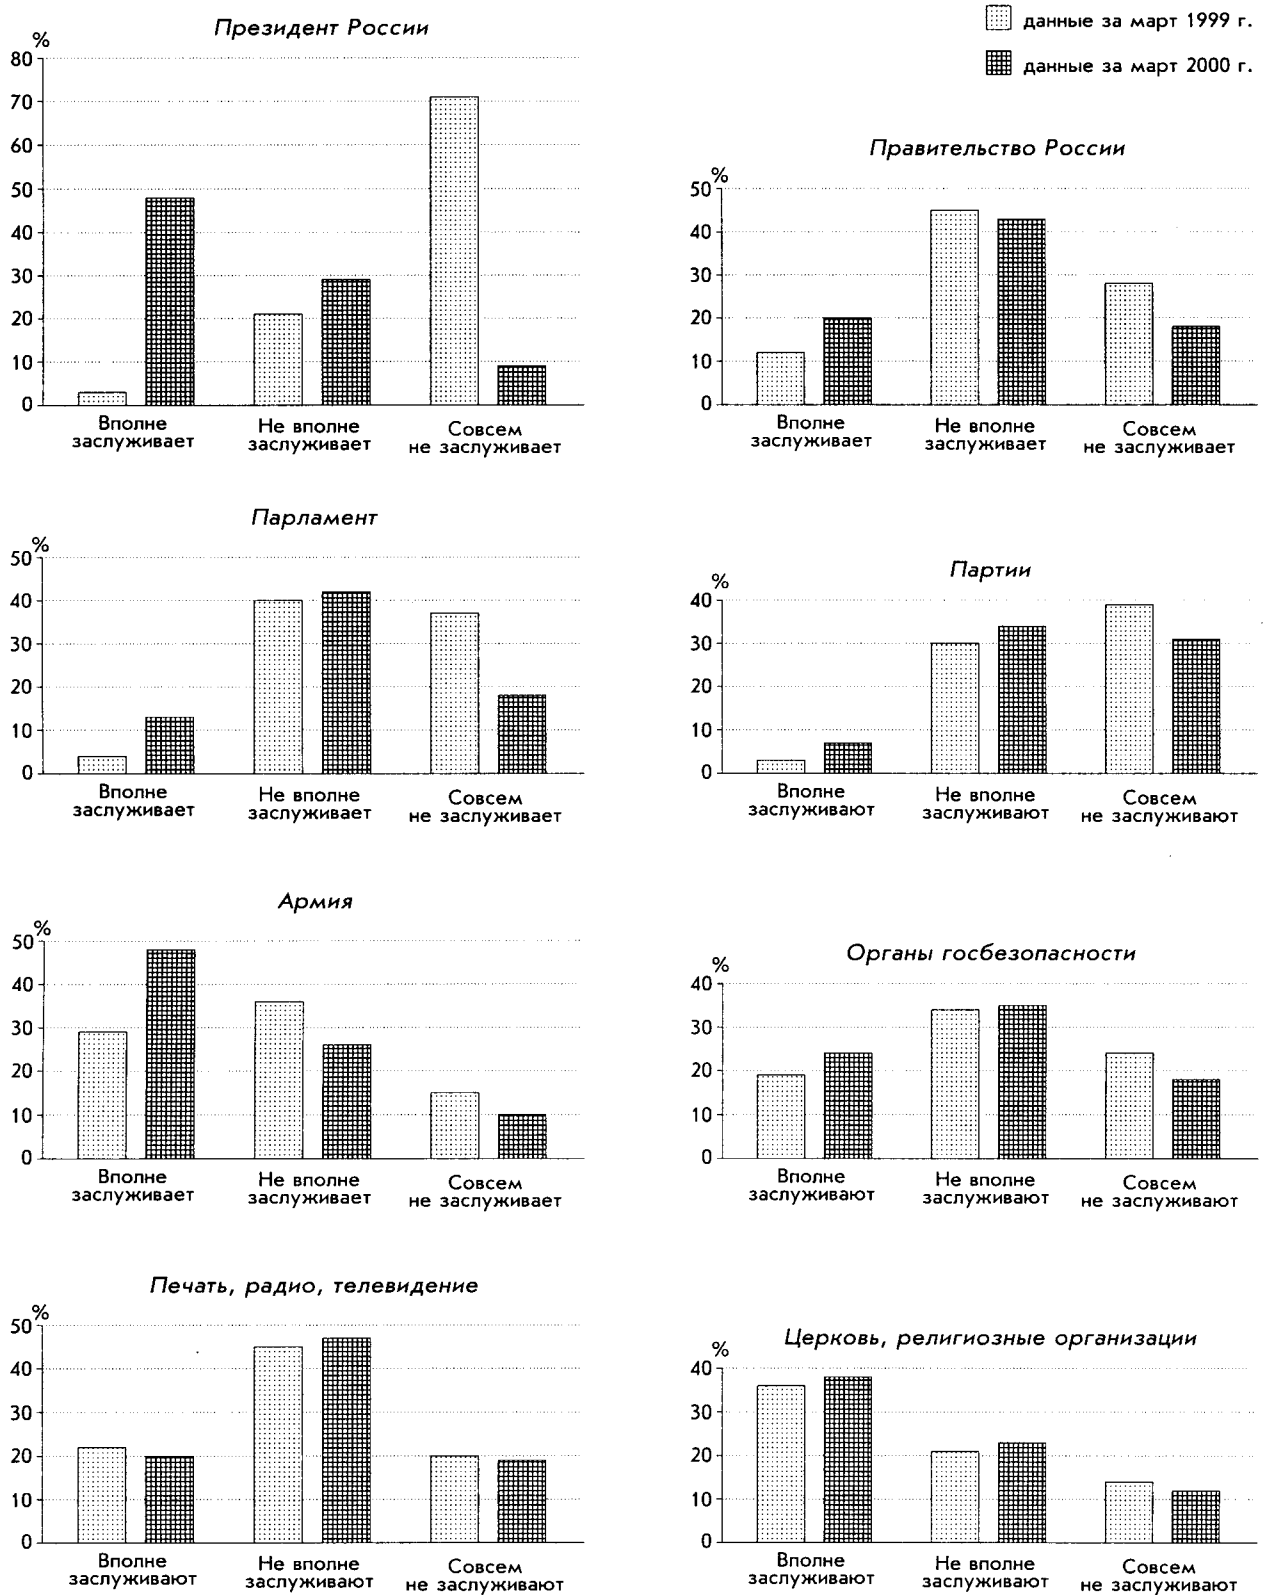 данные за март 1999 г.
данные за март 2000 г.
Президент России
%
80
70
60
50
40
30
20
10
0
Вполне
заслуживает
Не вполне
заслуживает
Совсем
не заслуживает
Правительство России
%
50
40
30
20
10
0
Вполне
заслуживает
Не вполне
заслуживает
Совсем
не заслуживает
Парламент
%
50
40
30
20
10
0
Вполне
заслуживает
Не вполне
заслуживает
Совсем
не заслуживает
Партии
%
40
30
20
10
0
Вполне
заслуживают
Не вполне
заслуживают
Совсем
не заслуживают
Армия
%
50
40
30
20
10
0
Вполне
заслуживает
Не вполне
заслуживает
Совсем
не заслуживает
Органы госбезопасности
%
40
30
20
10
0
Вполне
заслуживают
Не вполне
заслуживают
Совсем
не заслуживают
Печать, радио, телевидение
%
50
40
30
20
10
0
Вполне
заслуживают
Не вполне
заслуживают
Совсем
не заслуживают
Церковь, религиозные организации
%
40
30
20
10
0
Вполне
заслуживают
Не вполне
заслуживают
Совсем
не заслуживают